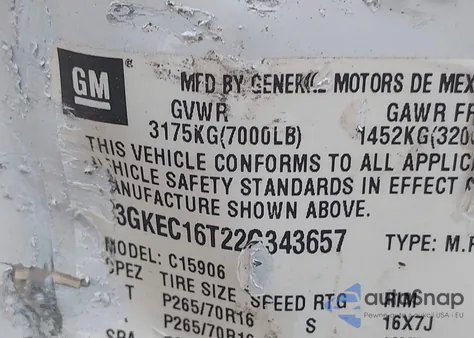 GM
MFD BY GENERAL MOTORS DE MEX
GVWR GAWR FR
3175KG(7000LB) 1452KG(320
THIS VEHICLE CONFORMS TO ALL APPLIC
VEHICLE SAFETY STANDARDS IN EFFECT
MANUFACTURE SHOWN ABOVE.
3GKEC16T22G343657 TYPE: M.P
MODEL: C15906
TIRE SIZE SPEED RTG RIM
T P265/70R16 S 16X7J
P265/70R16
autoSnap